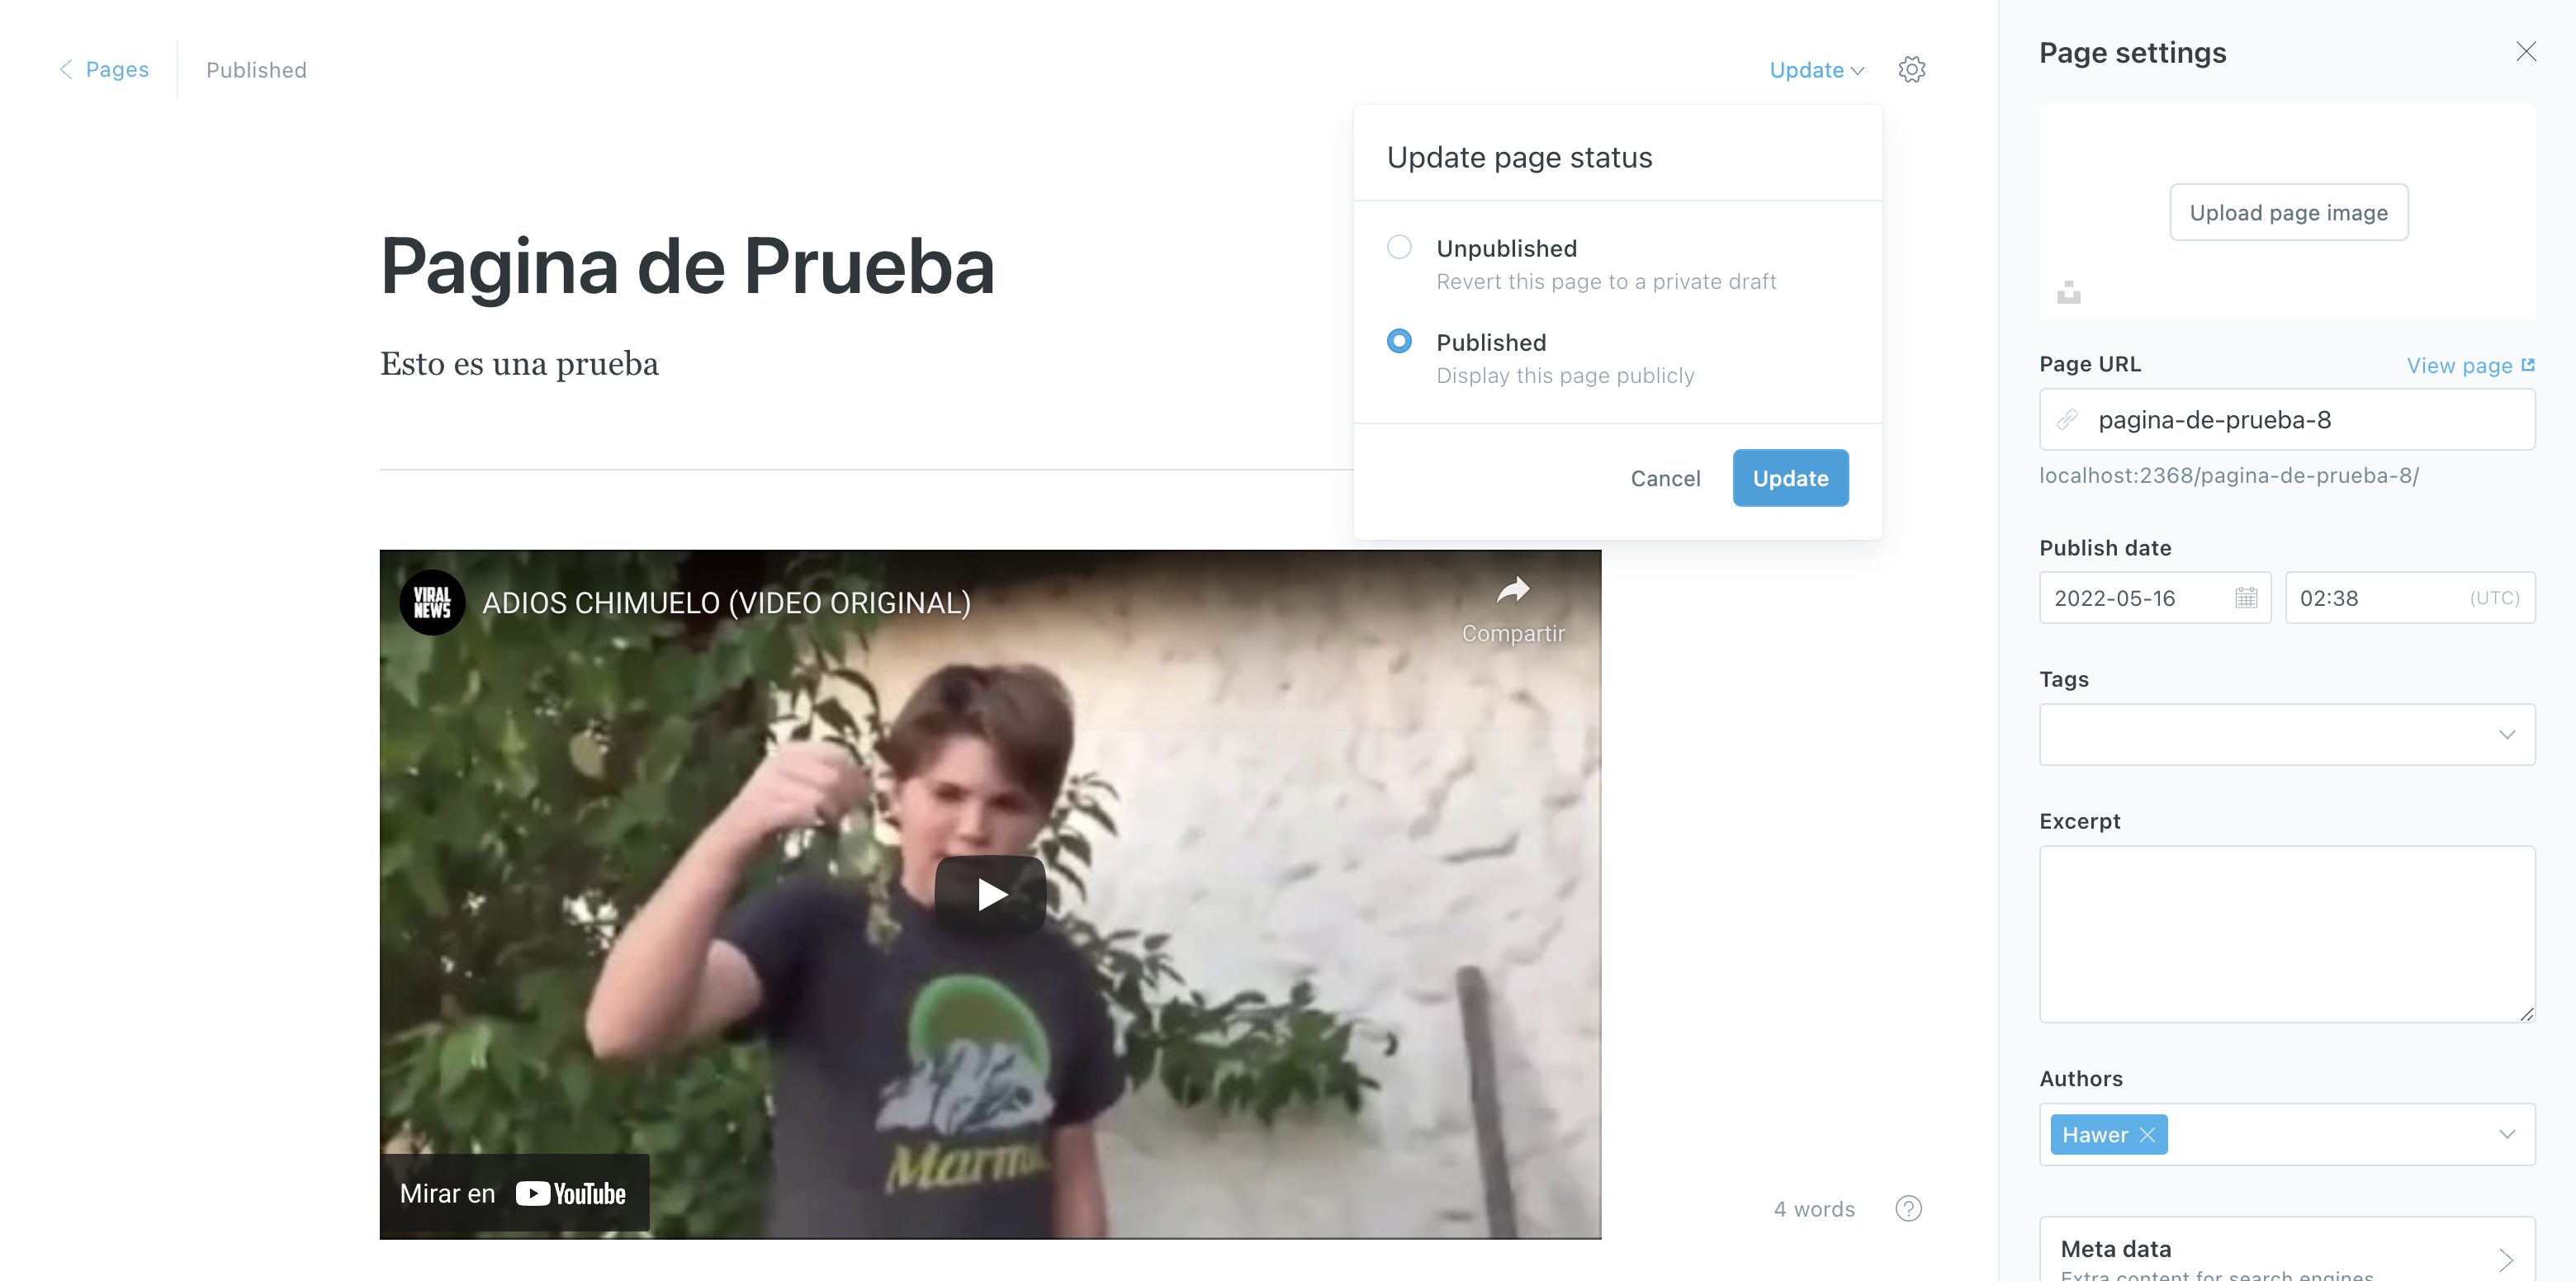 Pages
Published
Update
Page settings
Update page status
Unpublished
Revert this page to a private draft
Published
Display this page publicly
Cancel
Update
Pagina de Prueba
Esto es una prueba
VIRAL
NEWS
ADIOS CHIMUELO (VIDEO ORIGINAL)
Compartir
Mirar en YouTube
4 words
?
Upload page image
Page URL
View page
pagina-de-prueba-8
localhost:2368/pagina-de-prueba-8/
Publish date
2022-05-16
02:38
(UTC)
Tags
Excerpt
Authors
Hawer
Meta data
Extra content for search engines